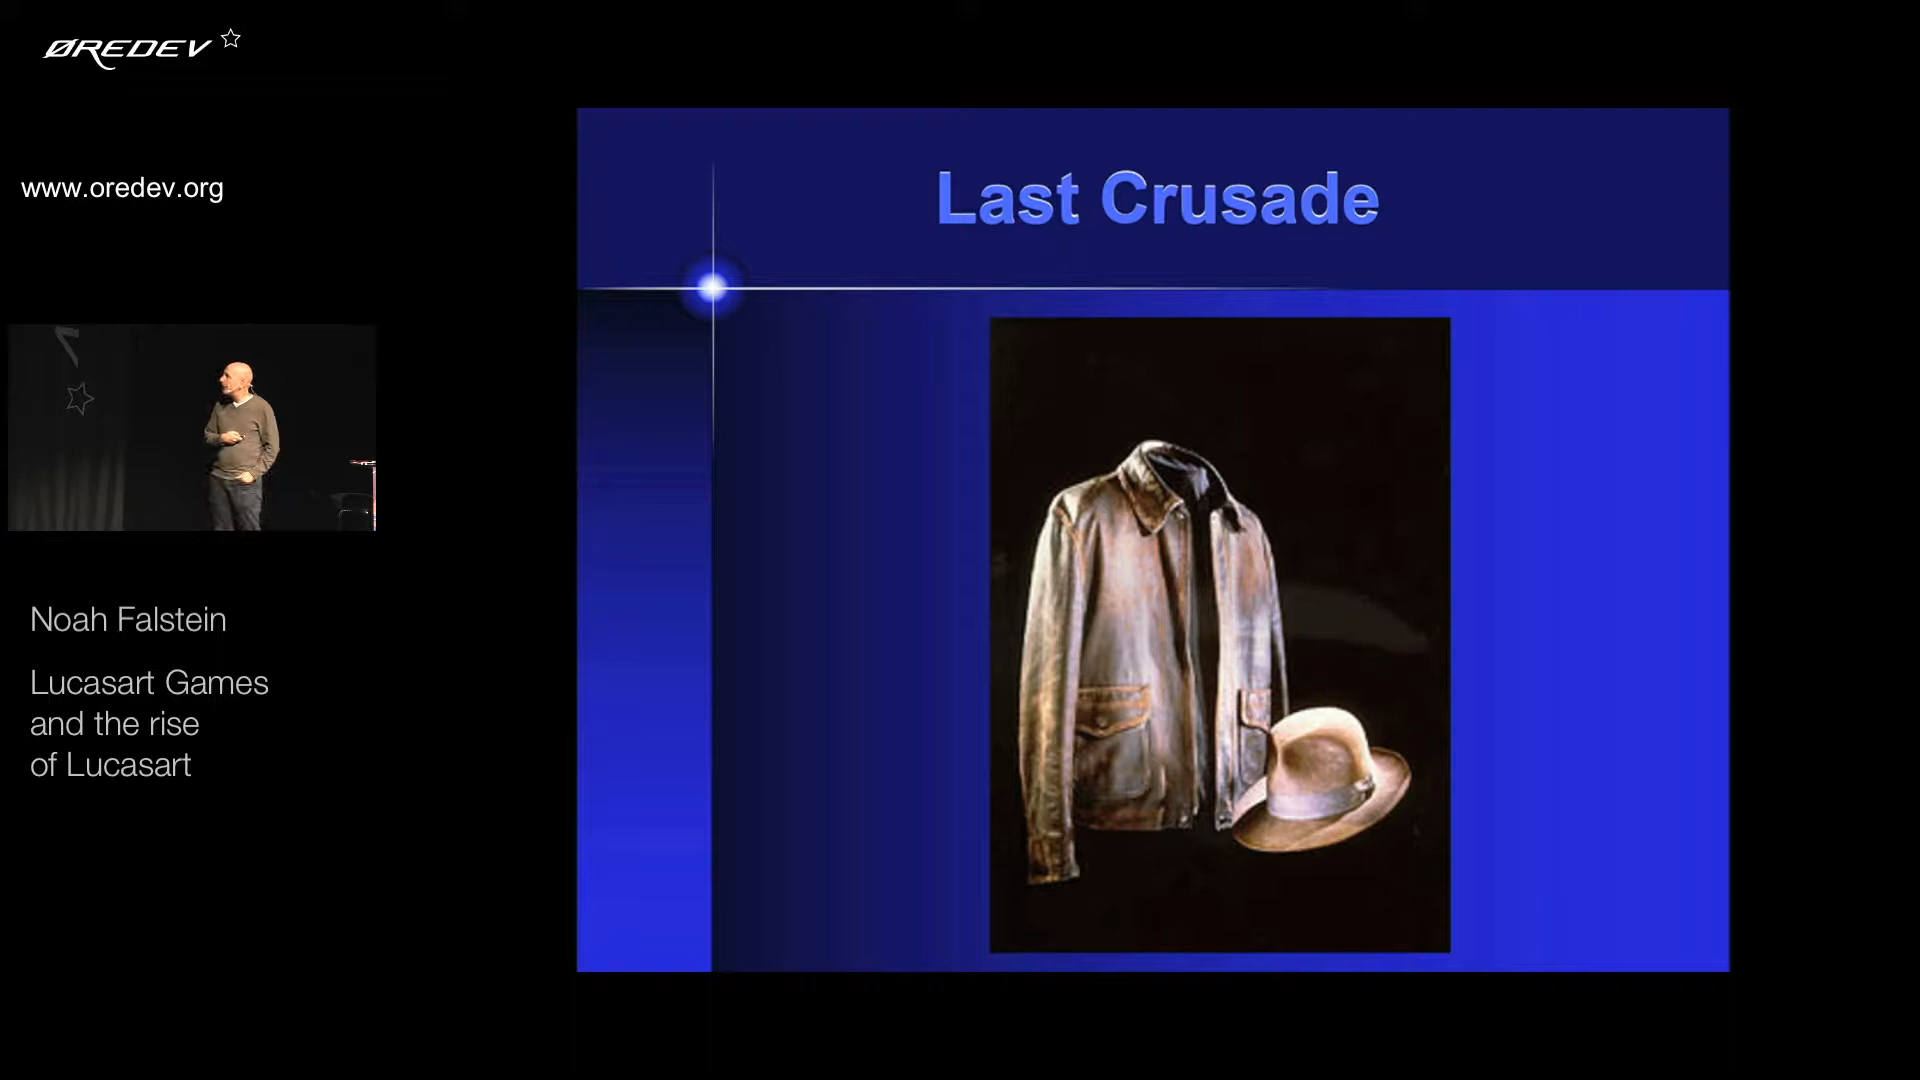 ØREDEV
www.oredev.org
Last Crusade
Noah Falstein
Lucasart Games
and the rise
of Lucasart